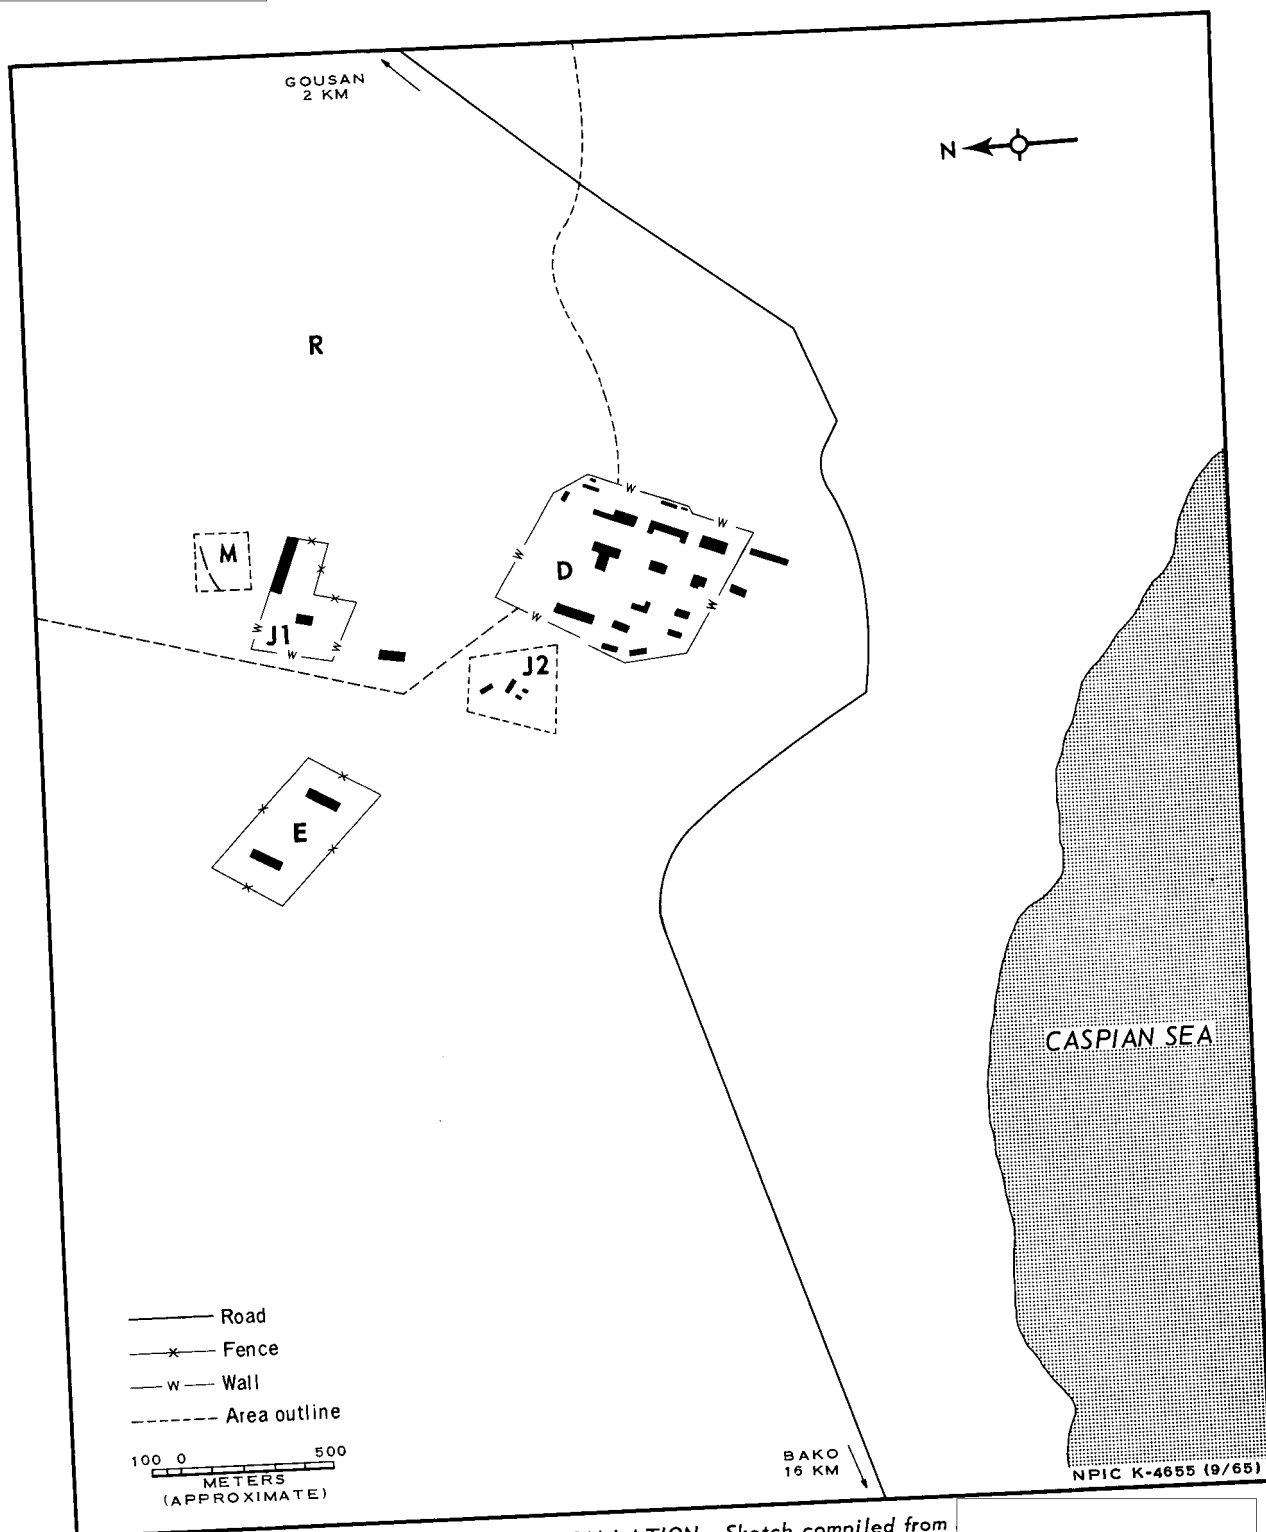 GOUSAN
2 KM
N
R
M
D
J1
J2
E
CASPIAN SEA
Road
x Fence
W Wall
Area outline
100 0 500
METERS
(APPROXIMATE)
BAKO
16 KM
NPIC K-4655 (9/65)
Sketch compiled from